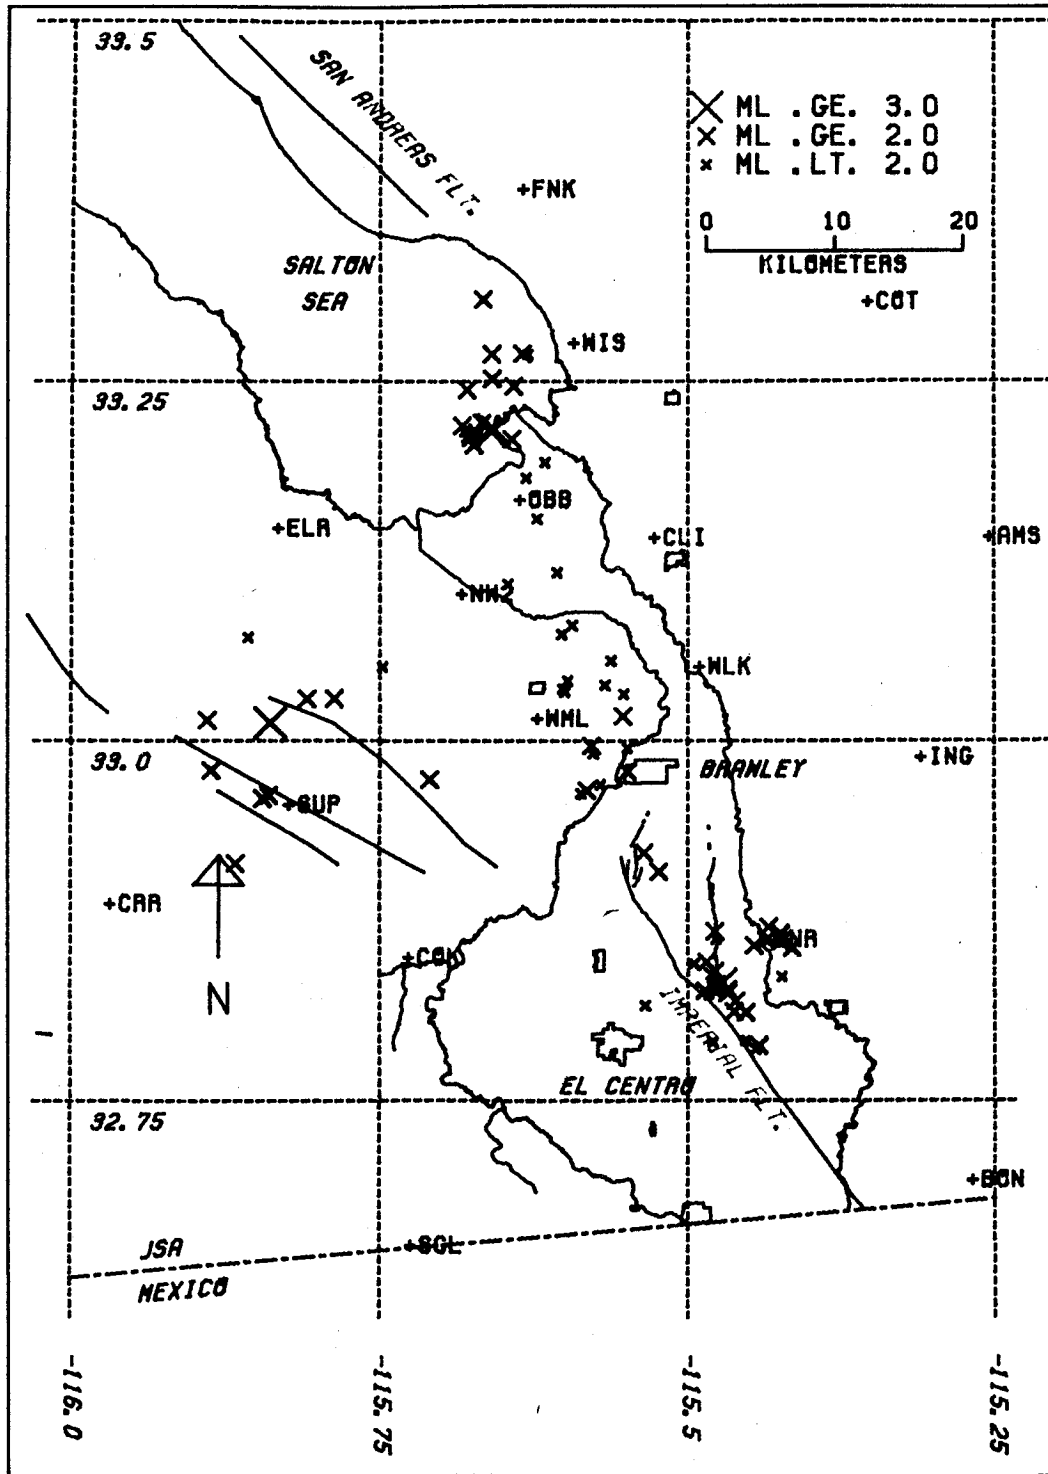 33.5
SAN ANDREAS FLT.
ML .GE. 3.0
ML .GE. 2.0
ML .LT. 2.0
+FNK
0 10 20
KILOMETERS
SALTON
SEA
+COT
+WIS
33.25
+OBB
+ELR
+CLI
+AMS
+NW2
+WLK
+WML
33.0
BRAWLEY
+ING
+SUP
+CRR
N
IMPERIAL FLT.
EL CENTRO
32.75
+BON
+SGL
USA
MEXICO
-116.0
-115.75
-115.5
-115.25